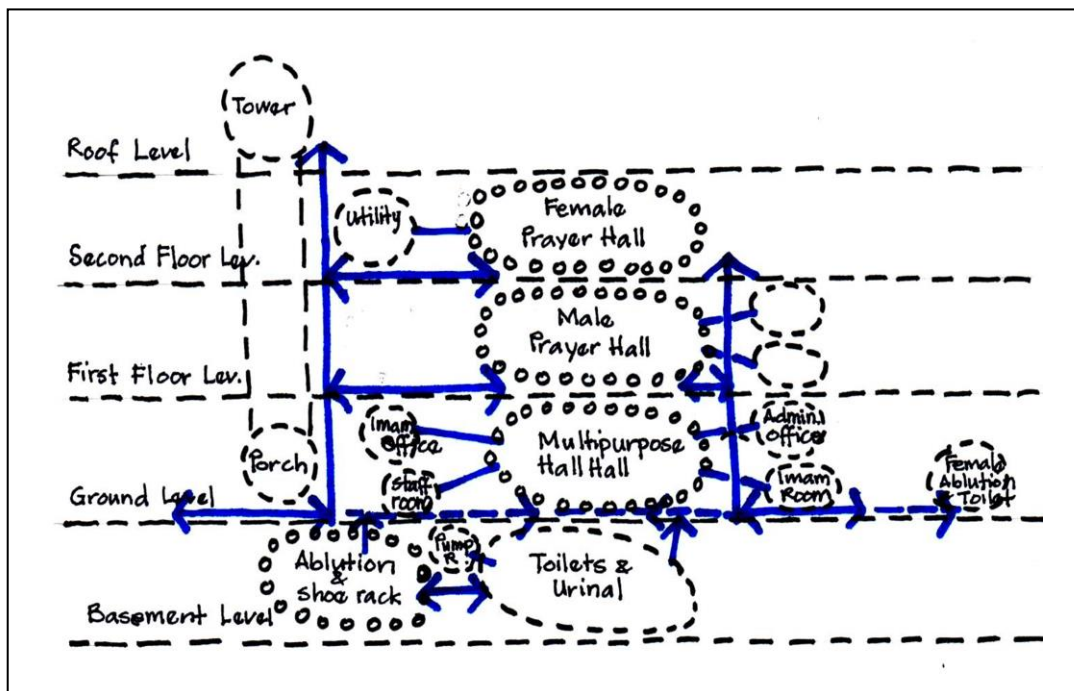 Tower
Roof Level
Utility
Female
Prayer Hall
Second Floor Lev.
Male
Prayer Hall
First Floor Lev.
Imam
office
Multipurpose
Hall Hall
Admin.
office
Porch
Staff
room
Imam
Room
Female
Ablution
& Toilet
Ground Level
Ablution
&
shoe rack
Pump
R.
Toilets &
Urinal
Basement Level